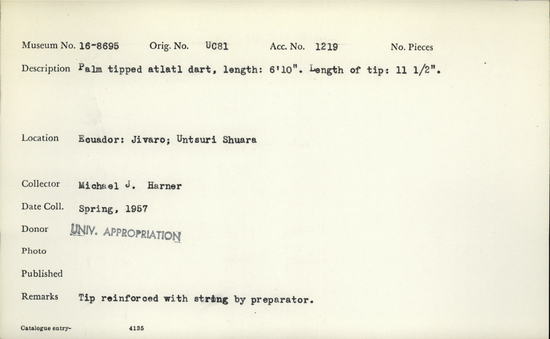 Museum No. 16-8695 Orig. No. UC81 Acc. No. 1219 No. Pieces
Description Palm tipped atlatl dart, length: 6'10". Length of tip: 11 1/2".
Location Ecuador: Jivaro; Untsuri Shuara
Collector Michael J. Harner
Date Coll. Spring, 1957
Donor UNIV. APPROPRIATION
Photo
Published
Remarks Tip reinforced with string by preparator.
Catalogue entry- 4135